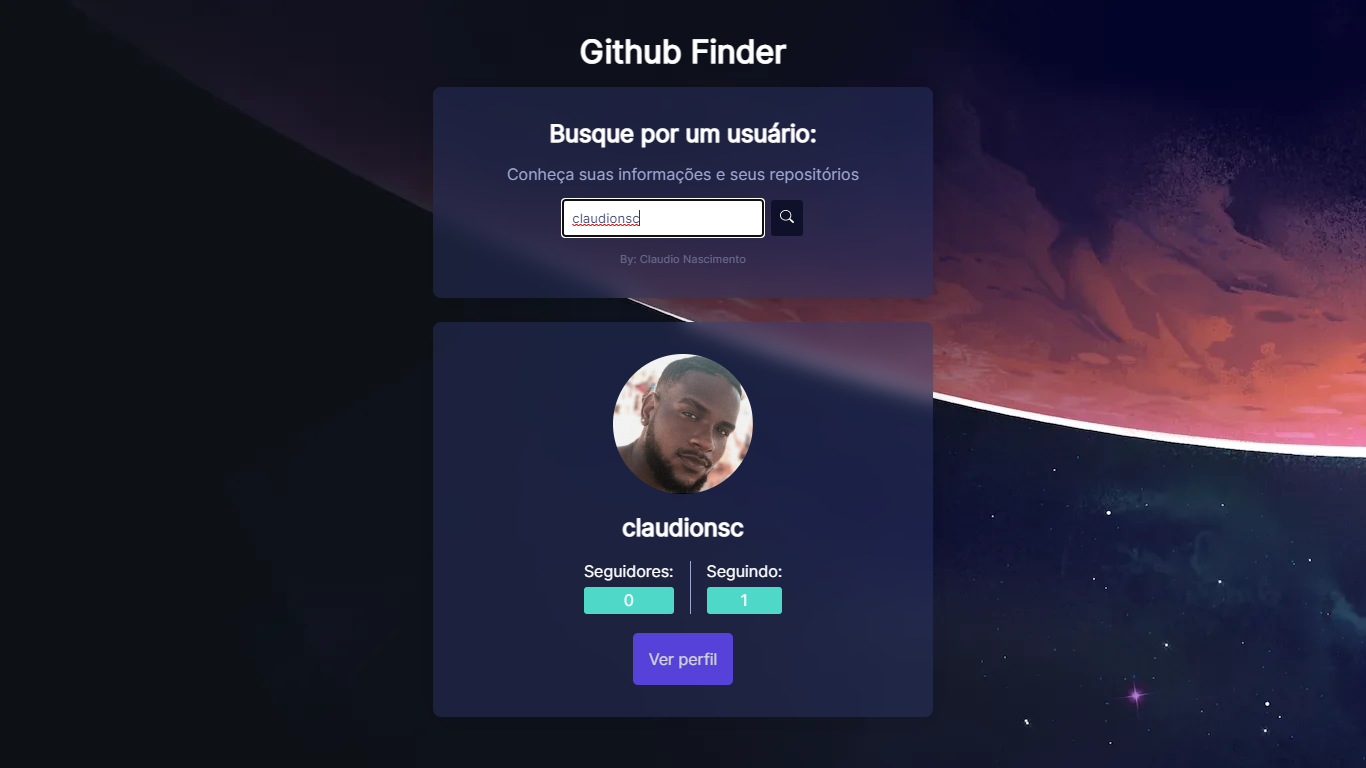 Github Finder
Busque por um usuário:
Conheça suas informações e seus repositórios
claudionsc
By: Claudio Nascimento
claudionsc
Seguidores: Seguindo:
0 1
Ver perfil